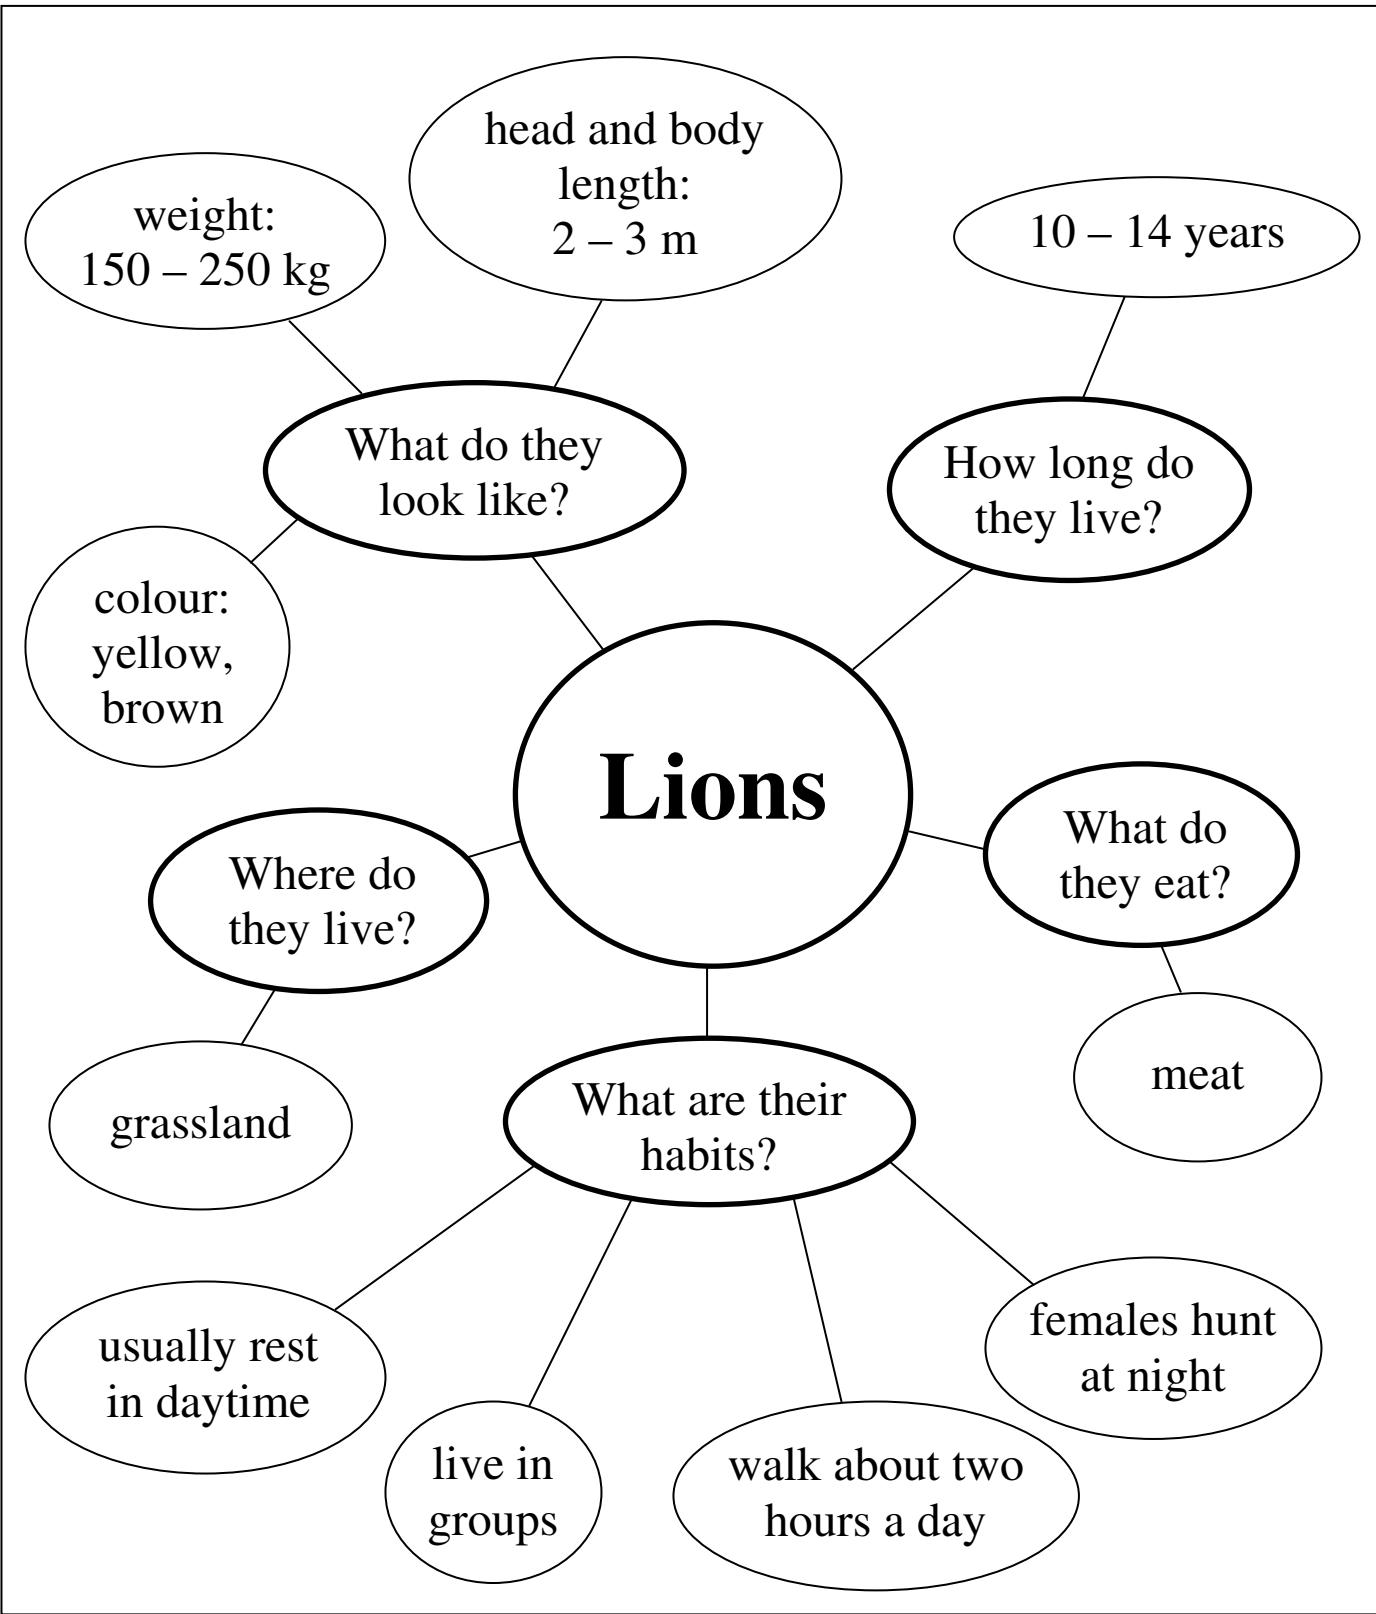 head and body
length:
2 – 3 m
weight:
150 – 250 kg
10 – 14 years
What do they
look like?
How long do
they live?
colour:
yellow,
brown
Lions
What do
they eat?
Where do
they live?
meat
grassland
What are their
habits?
usually rest
in daytime
live in
groups
walk about two
hours a day
females hunt
at night